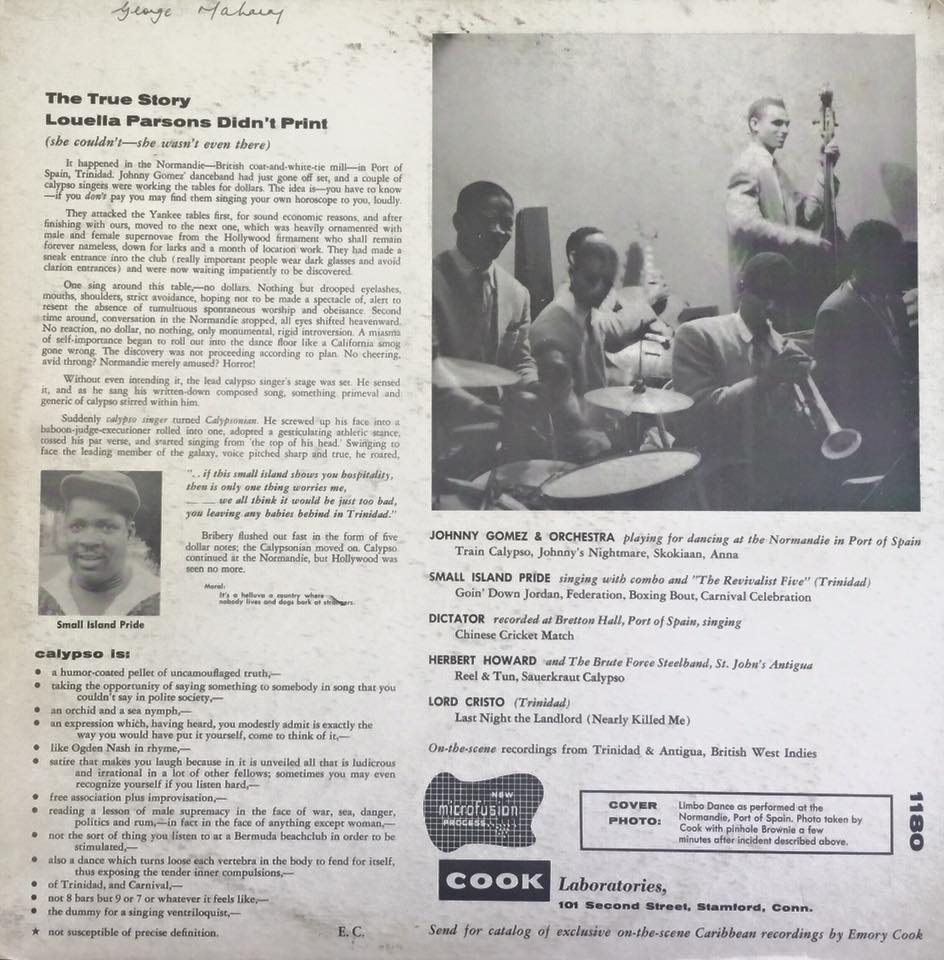 George Maharaj
The True Story
Louella Parsons Didn't Print
(she couldn't—she wasn't even there)
It happened in the Normandie—British coat-and-white-tie mill—in Port of
Spain, Trinidad. Johnny Gomez' danceband had just gone off set, and a couple of
calypso singers were working the tables for dollars. The idea is—you have to know
—if you don't pay you may find them singing your own horoscope to you, loudly.
They attacked the Yankee tables first, for sound economic reasons, and after
finishing with ours, moved to the next one, which was heavily ornamented with
male and female supernovae from the Hollywood firmament who shall remain
forever nameless, down for larks and a month of location work. They had made a
sneak entrance into the club (really important people wear dark glasses and avoid
clarion entrances) and were now waiting impatiently to be discovered.
One sing around this table,—no dollars. Nothing but drooped eyelashes,
mouths, shoulders, strict avoidance, hoping not to be made a spectacle of, alert to
resent the absence of tumultuous spontaneous worship and obeisance. Second
time around, conversation in the Normandie stopped, all eyes shifted heavenward.
No reaction, no dollar, no nothing, only monumental, rigid introversion. A miasma
of self-importance began to roll out into the dance floor like a California smog
gone wrong. The discovery was not proceeding according to plan. No cheering,
avid throng? Normandie merely amused? Horror!
Without even intending it, the lead calypso singer's stage was set. He sensed
it, and as he sang his written-down composed song, something primeval and
generic of calypso stirred within him.
Suddenly calypso singer turned Calypsonian. He screwed up his face into a
baboon-judge-executioner rolled into one, adopted a gesticulating athletic stance,
tossed his pat verse, and started singing from 'the top of his head.' Swinging to
face the leading member of the galaxy, voice pitched sharp and true, he roared,
". . if this small island shows you hospitality,
then is only one thing worries me,
____ we all think it would be just too bad,
you leaving any babies behind in Trinidad."
Bribery flushed out fast in the form of five
dollar notes; the Calypsonian moved on. Calypso
continued at the Normandie, but Hollywood was
seen no more.
Moral:
It's a helluva a country where
nobody lives and dogs bark at strangers.
Small Island Pride
calypso is:
• a humor-coated pellet of uncamouflaged truth,—
• taking the opportunity of saying something to somebody in song that you
couldn't say in polite society,—
• an orchid and a sea nymph,—
• an expression which, having heard, you modestly admit is exactly the
way you would have put it yourself, come to think of it,—
• like Ogden Nash in rhyme,—
• satire that makes you laugh because in it is unveiled all that is ludicrous
and irrational in a lot of other fellows; sometimes you may even
recognize yourself if you listen hard,—
• free association plus improvisation,—
• reading a lesson of male supremacy in the face of war, sea, danger,
politics and rum,—in fact in the face of anything except woman,—
• not the sort of thing you listen to at a Bermuda beachclub in order to be
stimulated,—
• also a dance which turns loose each vertebra in the body to fend for itself,
thus exposing the tender inner compulsions,—
• of Trinidad, and Carnival,—
• not 8 bars but 9 or 7 or whatever it feels like,—
• the dummy for a singing ventriloquist,—
★ not susceptible of precise definition. E. C.
JOHNNY GOMEZ & ORCHESTRA playing for dancing at the Normandie in Port of Spain
Train Calypso, Johnny's Nightmare, Skokiaan, Anna
SMALL ISLAND PRIDE singing with combo and "The Revivalist Five" (Trinidad)
Goin' Down Jordan, Federation, Boxing Bout, Carnival Celebration
DICTATOR recorded at Bretton Hall, Port of Spain, singing
Chinese Cricket Match
HERBERT HOWARD and The Brute Force Steelband, St. John's Antigua
Reel & Tun, Sauerkraut Calypso
LORD CRISTO (Trinidad)
Last Night the Landlord (Nearly Killed Me)
On-the-scene recordings from Trinidad & Antigua, British West Indies
NEW
microfusion
PROCESS
COVER PHOTO:
Limbo Dance as performed at the
Normandie, Port of Spain. Photo taken by
Cook with pinhole Brownie a few
minutes after incident described above.
1180
COOK Laboratories,
101 Second Street, Stamford, Conn.
Send for catalog of exclusive on-the-scene Caribbean recordings by Emory Cook